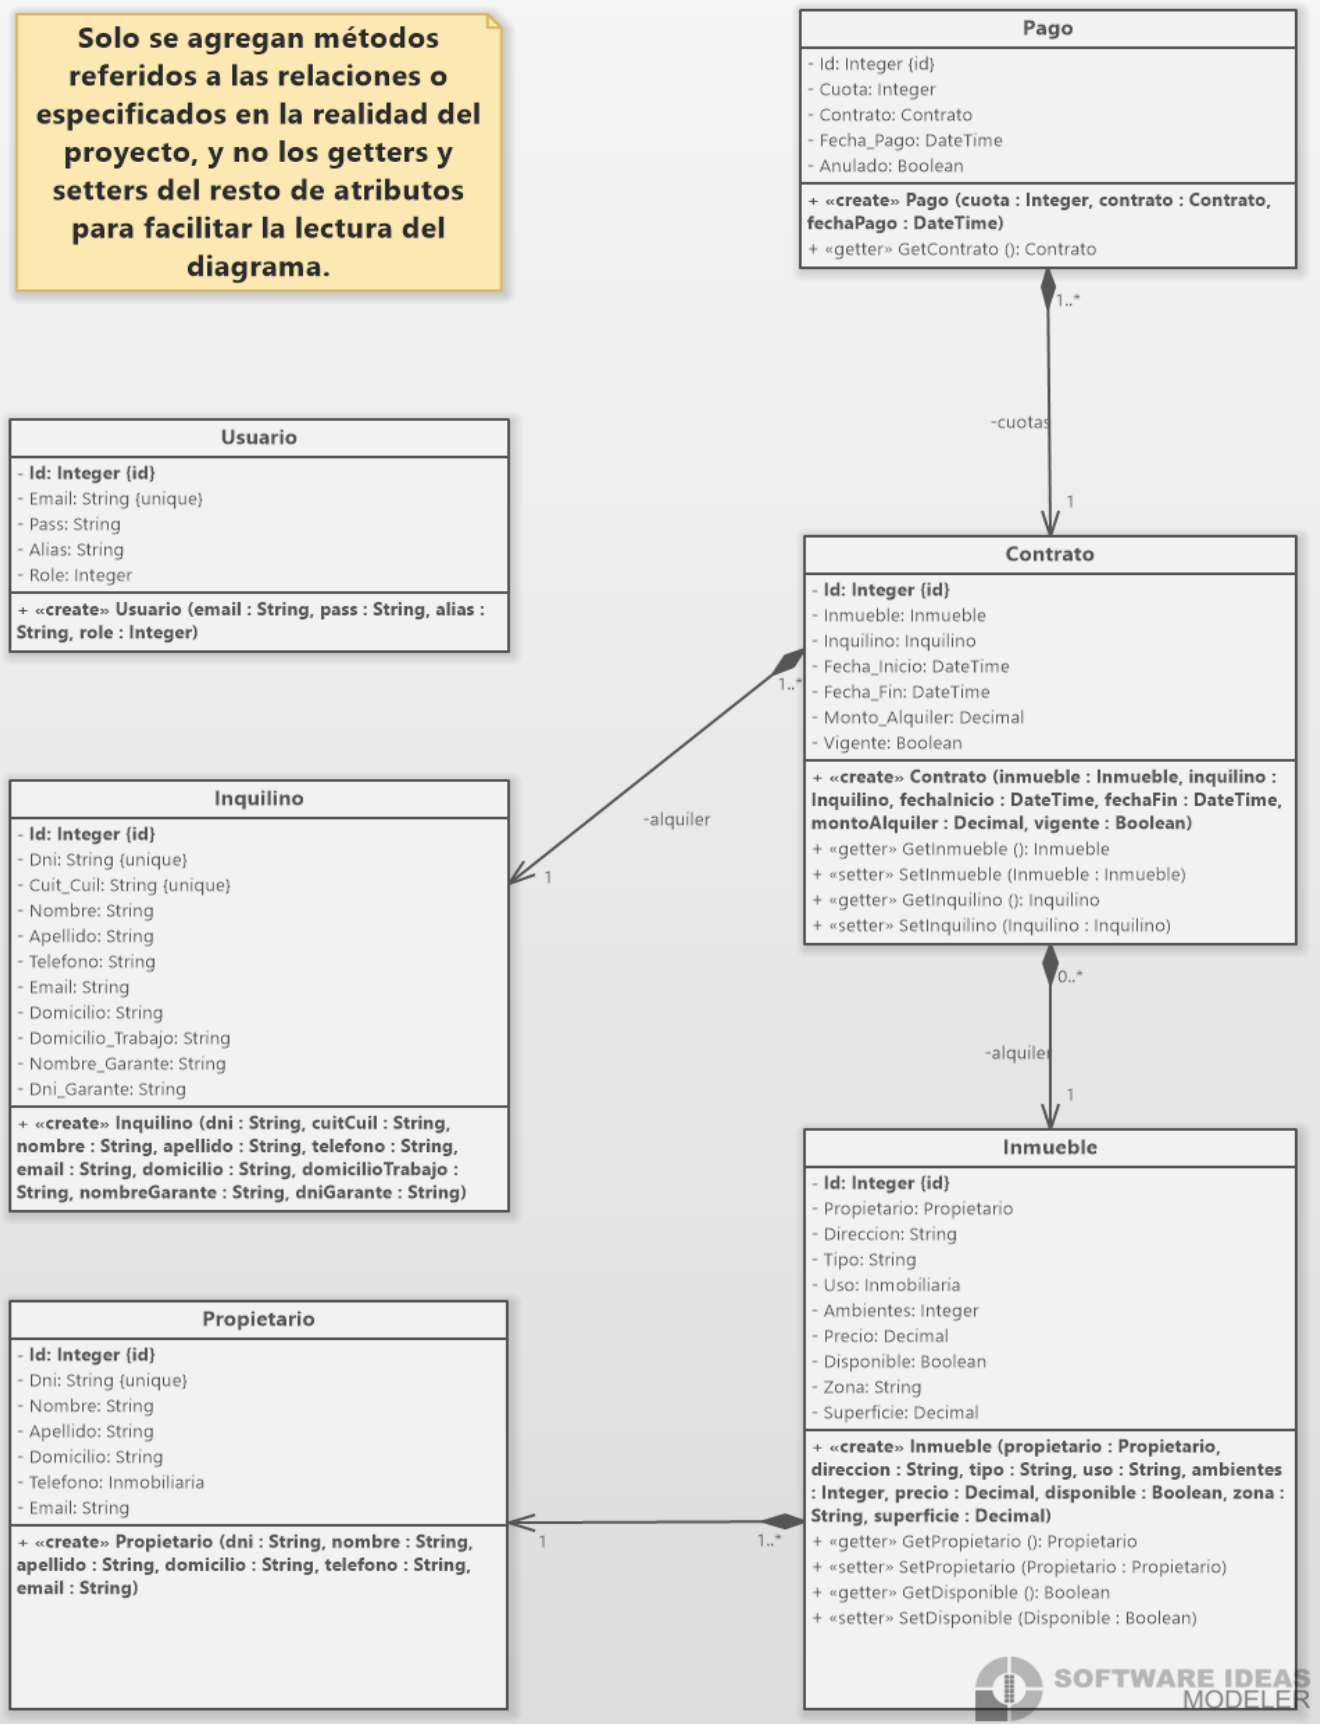 Solo se agregan métodos
referidos a las relaciones o
especificados en la realidad del
proyecto, y no los getters y
setters del resto de atributos
para facilitar la lectura del
diagrama.
Pago
- Id: Integer {id}
- Cuota: Integer
- Contrato: Contrato
- Fecha_Pago: DateTime
- Anulado: Boolean
+ «create» Pago (cuota : Integer, contrato : Contrato,
fechaPago : DateTime)
+ «getter» GetContrato (): Contrato
1..*
-cuotas
1
Usuario
- Id: Integer {id}
- Email: String {unique}
- Pass: String
- Alias: String
- Role: Integer
+ «create» Usuario (email : String, pass : String, alias :
String, role : Integer)
Contrato
- Id: Integer {id}
- Inmueble: Inmueble
- Inquilino: Inquilino
- Fecha_Inicio: DateTime
- Fecha_Fin: DateTime
- Monto_Alquiler: Decimal
- Vigente: Boolean
+ «create» Contrato (inmueble : Inmueble, inquilino :
Inquilino, fechaInicio : DateTime, fechaFin : DateTime,
montoAlquiler : Decimal, vigente : Boolean)
+ «getter» GetInmueble (): Inmueble
+ «setter» SetInmueble (Inmueble : Inmueble)
+ «getter» GetInquilino (): Inquilino
+ «setter» SetInquilino (Inquilino : Inquilino)
1..*
-alquiler
1
Inquilino
- Id: Integer {id}
- Dni: String {unique}
- Cuit_Cuil: String {unique}
- Nombre: String
- Apellido: String
- Telefono: String
- Email: String
- Domicilio: String
- Domicilio_Trabajo: String
- Nombre_Garante: String
- Dni_Garante: String
+ «create» Inquilino (dni : String, cuitCuil : String,
nombre : String, apellido : String, telefono : String,
email : String, domicilio : String, domicilioTrabajo :
String, nombreGarante : String, dniGarante : String)
0..*
-alquiler
1
Inmueble
- Id: Integer {id}
- Propietario: Propietario
- Direccion: String
- Tipo: String
- Uso: Inmobiliaria
- Ambientes: Integer
- Precio: Decimal
- Disponible: Boolean
- Zona: String
- Superficie: Decimal
+ «create» Inmueble (propietario : Propietario,
direccion : String, tipo : String, uso : String, ambientes
: Integer, precio : Decimal, disponible : Boolean, zona :
String, superficie : Decimal)
+ «getter» GetPropietario (): Propietario
+ «setter» SetPropietario (Propietario : Propietario)
+ «getter» GetDisponible (): Boolean
+ «setter» SetDisponible (Disponible : Boolean)
Propietario
- Id: Integer {id}
- Dni: String {unique}
- Nombre: String
- Apellido: String
- Domicilio: String
- Telefono: Inmobiliaria
- Email: String
+ «create» Propietario (dni : String, nombre : String,
apellido : String, domicilio : String, telefono : String,
email : String)
1
1..*
SOFTWARE IDEAS
MODELER